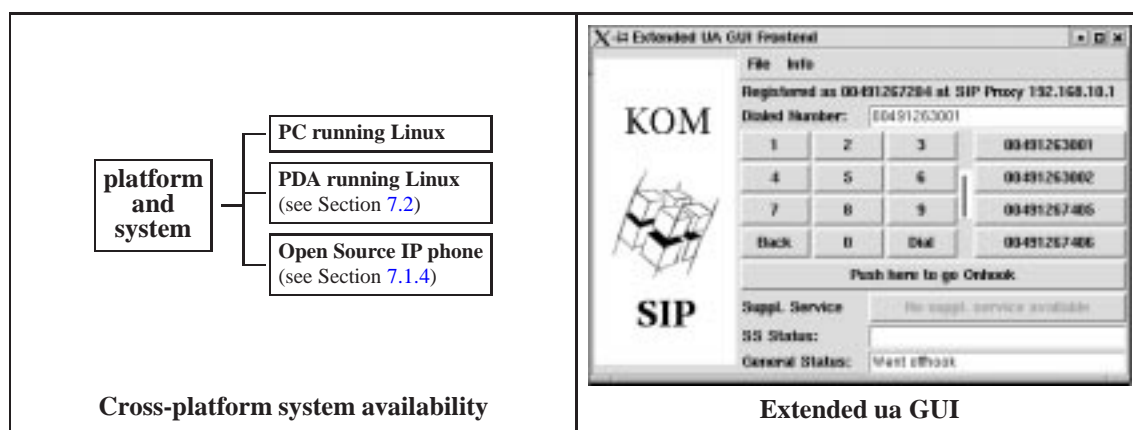 platform
and
system
PC running Linux
PDA running Linux
(see Section 7.2)
Open Source IP phone
(see Section 7.1.4)
Cross-platform system availability
Extended UA GUI Frontend
File Info
Registered as 00491267204 at SIP Proxy 192.168.10.1
Dialed Number: 00491263001
KOM
1 2 3 00491263001
4 5 6 00491263002
7 8 9 00491267405
Back 0 Dial 00491267406
Push here to go Onhook
SIP
Suppl. Service No suppl. service available
SS Status:
General Status: Went offhook
Extended ua GUI